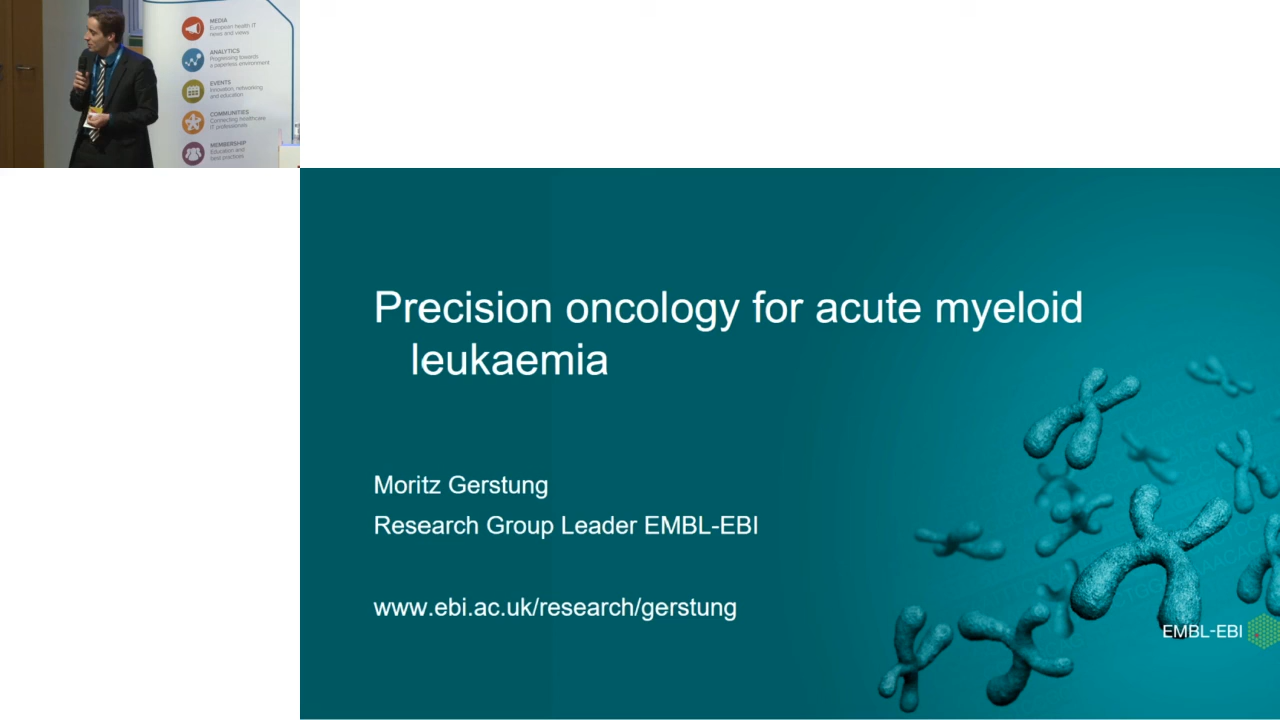 MEDIA
European health IT
news and views
ANALYTICS
Progressing towards
a paperless environment
EVENTS
Innovation, networking
and education
COMMUNITIES
Connecting healthcare
IT professionals
MEMBERSHIP
Education and
best practices
Precision oncology for acute myeloid
leukaemia
Moritz Gerstung
Research Group Leader EMBL-EBI
www.ebi.ac.uk/research/gerstung
EMBL-EBI